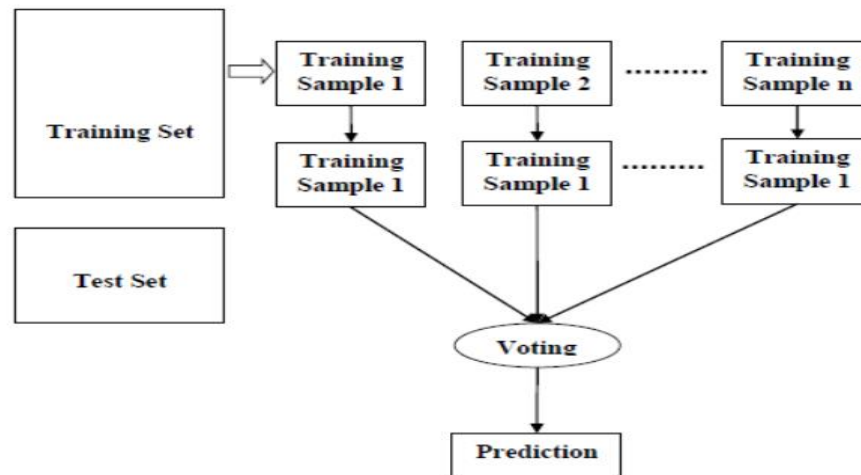 Training Set
Training
Sample 1
Training
Sample 2
.........
Training
Sample n
Training
Sample 1
Training
Sample 1
.........
Training
Sample 1
Test Set
Voting
Prediction